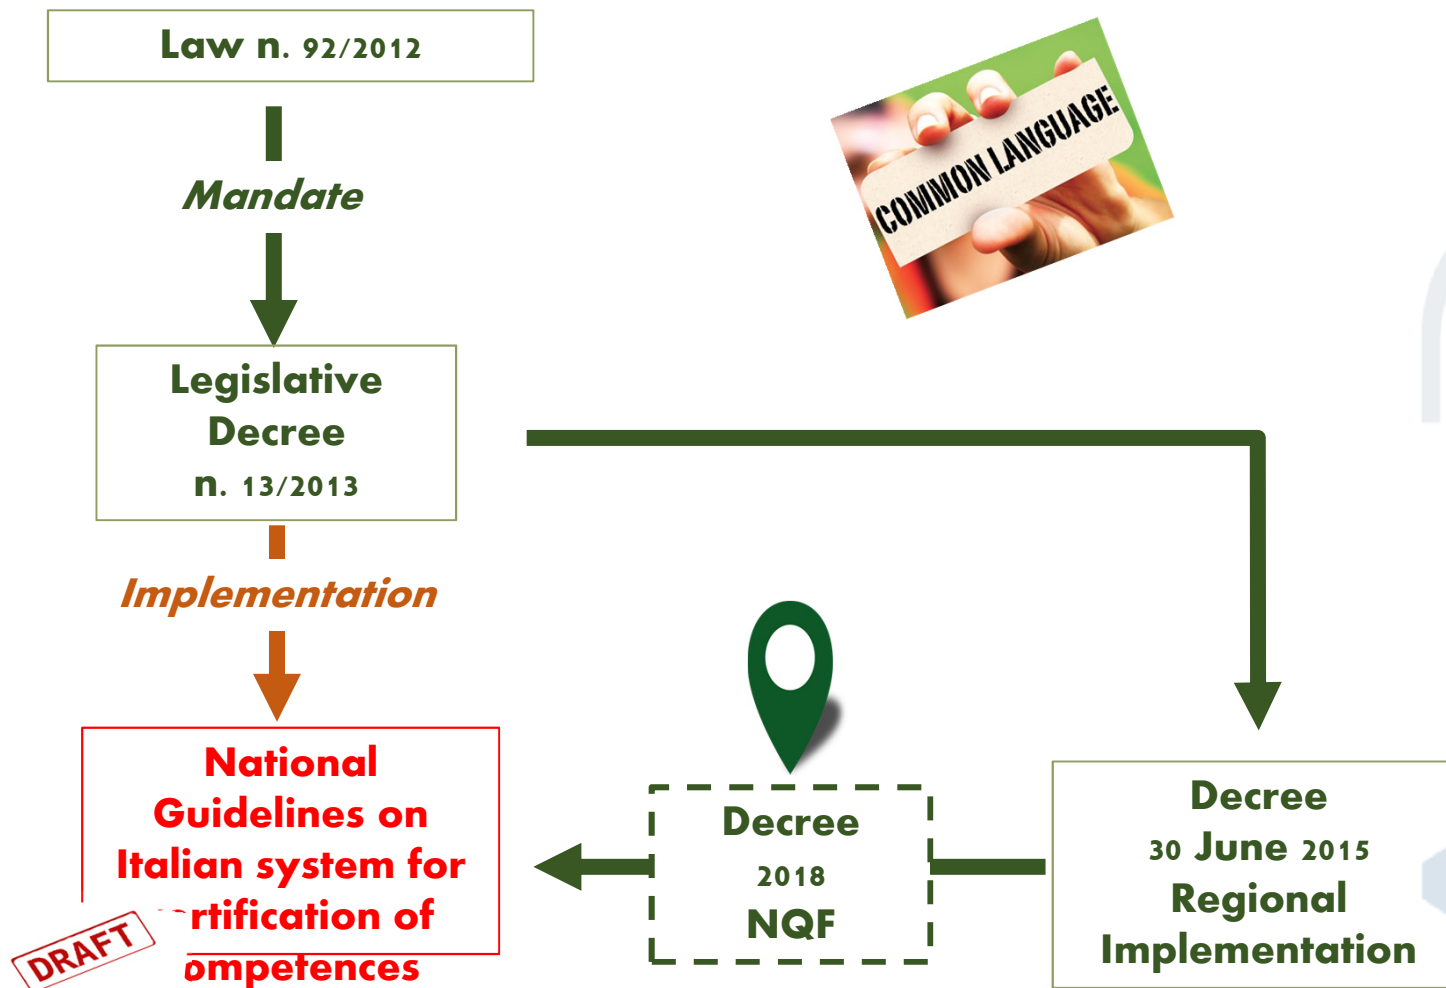 Law n. 92/2012
COMMON LANGUAGE
Mandate
Legislative
Decree
n. 13/2013
Implementation
National
Guidelines on
Italian system for
rtification of
ompetences
DRAFT
Decree
2018
NQF
Decree
30 June 2015
Regional
Implementation